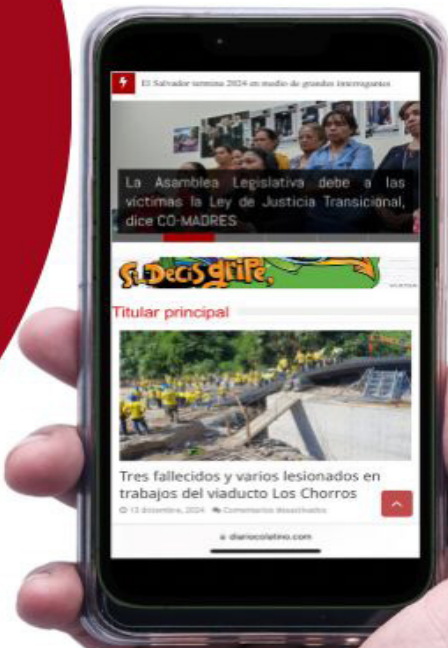 El Salvador termina 2024 en medio de grandes interrogantes
La Asamblea Legislativa debe a las
víctimas la Ley de Justicia Transicional,
dice CO-MADRES
Si Decís gripe,
Titular principal
Tres fallecidos y varios lesionados en
trabajos del viaducto Los Chorros
13 diciembre, 2024 Comentarios desactivados
diariocolatino.com